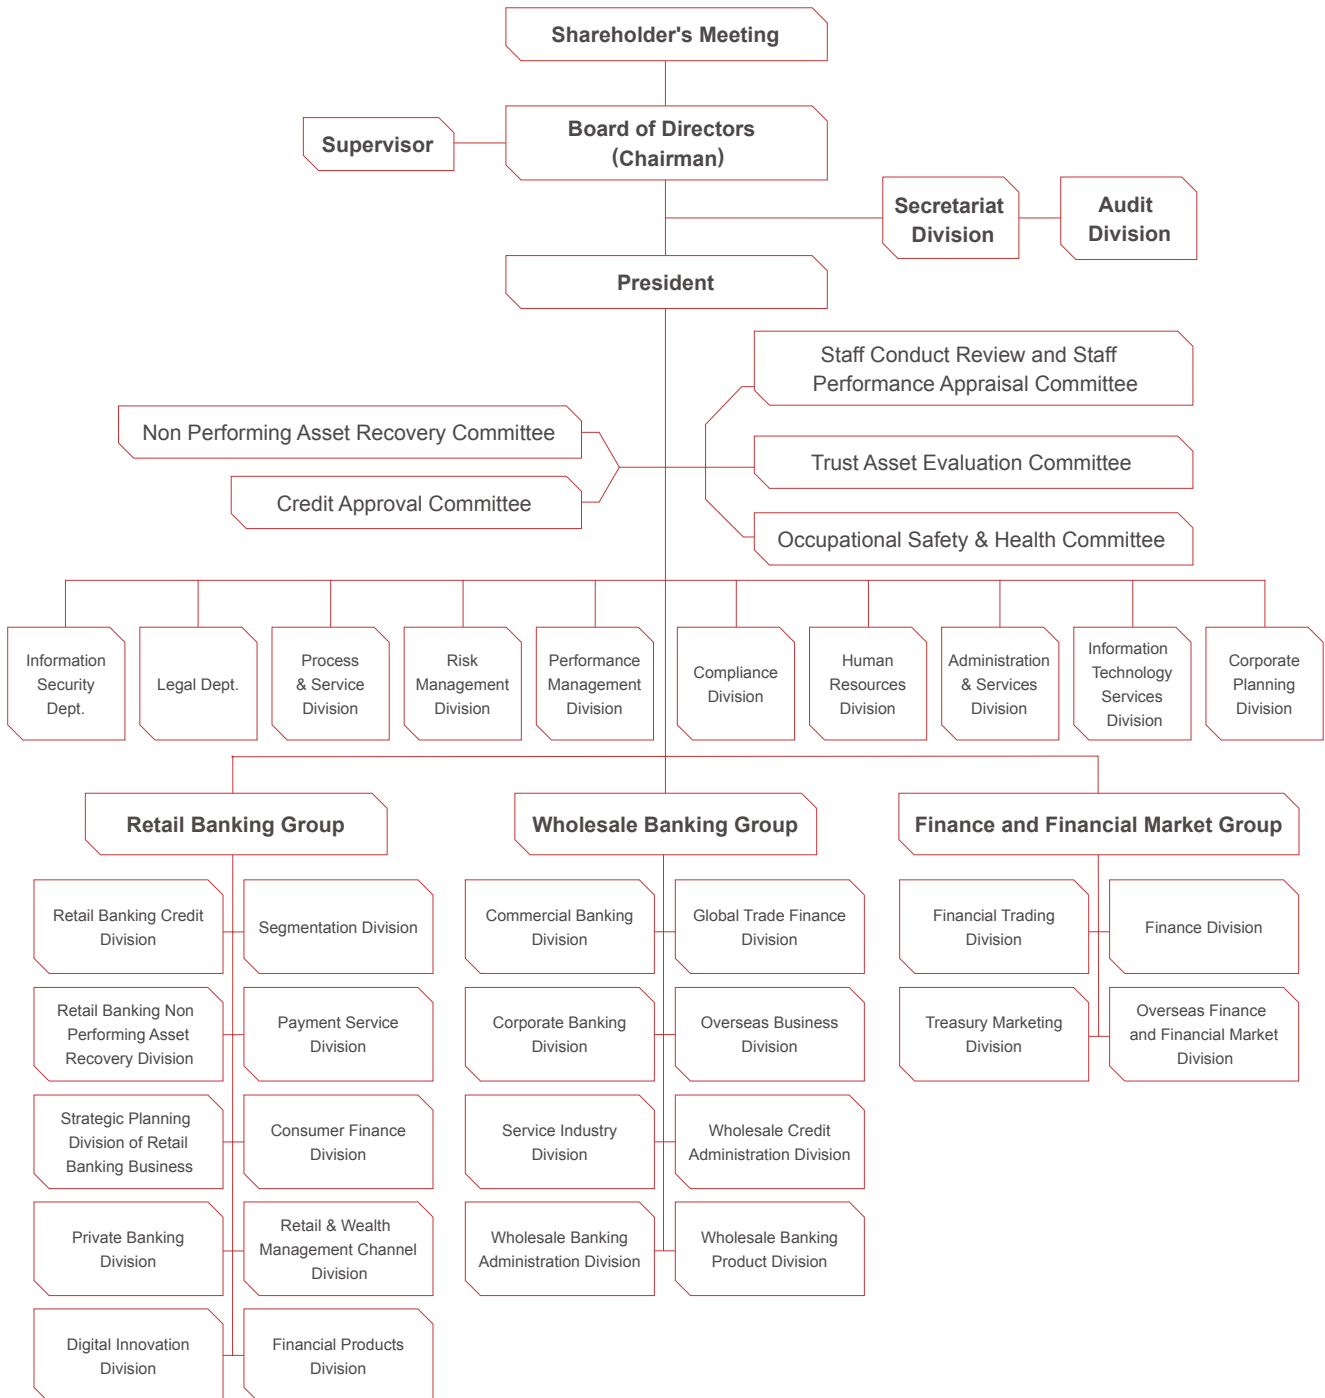 Shareholder's Meeting
Board of Directors
(Chairman)
Supervisor
Secretariat
Division
Audit
Division
President
Staff Conduct Review and Staff
Performance Appraisal Committee
Non Performing Asset Recovery Committee
Trust Asset Evaluation Committee
Credit Approval Committee
Occupational Safety & Health Committee
Information
Security
Dept.
Legal Dept.
Process
& Service
Division
Risk
Management
Division
Performance
Management
Division
Compliance
Division
Human
Resources
Division
Administration
& Services
Division
Information
Technology
Services
Division
Corporate
Planning
Division
Retail Banking Group
Wholesale Banking Group
Finance and Financial Market Group
Retail Banking Credit
Division
Segmentation Division
Commercial Banking
Division
Global Trade Finance
Division
Financial Trading
Division
Finance Division
Retail Banking Non
Performing Asset
Recovery Division
Payment Service
Division
Corporate Banking
Division
Overseas Business
Division
Treasury Marketing
Division
Overseas Finance
and Financial Market
Division
Strategic Planning
Division of Retail
Banking Business
Consumer Finance
Division
Service Industry
Division
Wholesale Credit
Administration Division
Private Banking
Division
Retail & Wealth
Management Channel
Division
Wholesale Banking
Administration Division
Wholesale Banking
Product Division
Digital Innovation
Division
Financial Products
Division